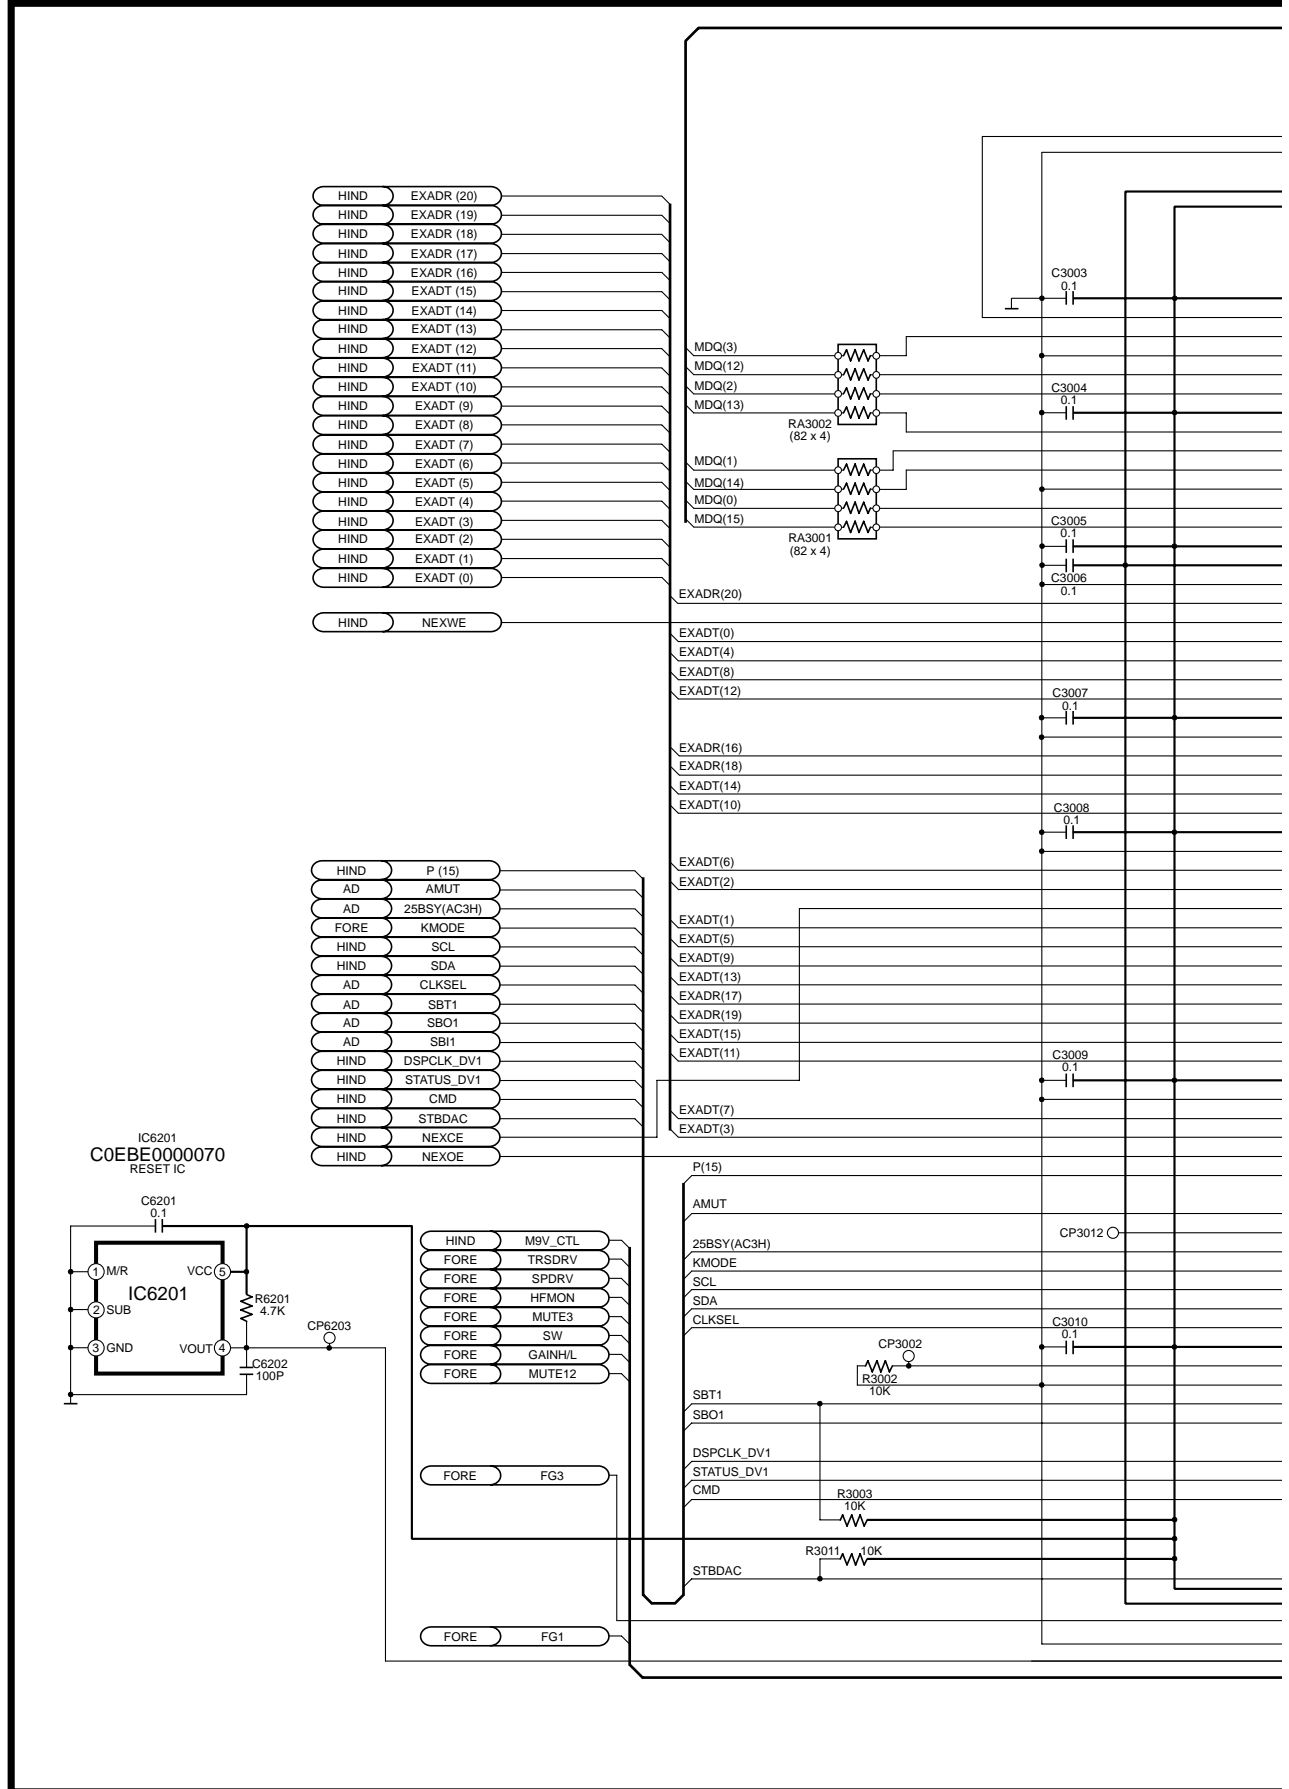 HIND EXADR (20)
HIND EXADR (19)
HIND EXADR (18)
HIND EXADR (17)
HIND EXADR (16)
HIND EXADT (15)
HIND EXADT (14)
HIND EXADT (13)
HIND EXADT (12)
HIND EXADT (11)
HIND EXADT (10)
HIND EXADT (9)
HIND EXADT (8)
HIND EXADT (7)
HIND EXADT (6)
HIND EXADT (5)
HIND EXADT (4)
HIND EXADT (3)
HIND EXADT (2)
HIND EXADT (1)
HIND EXADT (0)
HIND NEXWE
C3003
0.1
MDQ(3)
MDQ(12)
MDQ(2)
MDQ(13)
RA3002
(82 x 4)
C3004
0.1
MDQ(1)
MDQ(14)
MDQ(0)
MDQ(15)
RA3001
(82 x 4)
C3005
0.1
C3006
0.1
EXADR(20)
EXADT(0)
EXADT(4)
EXADT(8)
EXADT(12)
C3007
0.1
EXADR(16)
EXADR(18)
EXADT(14)
EXADT(10)
C3008
0.1
EXADT(6)
EXADT(2)
EXADT(1)
EXADT(5)
EXADT(9)
EXADT(13)
EXADR(17)
EXADR(19)
EXADT(15)
EXADT(11)
C3009
0.1
EXADT(7)
EXADT(3)
HIND P (15)
AD AMUT
AD 25BSY(AC3H)
FORE KMODE
HIND SCL
HIND SDA
AD CLKSEL
AD SBT1
AD SBO1
AD SBI1
HIND DSPCLK_DV1
HIND STATUS_DV1
HIND CMD
HIND STBDAC
HIND NEXCE
HIND NEXOE
IC6201
C0EBE0000070
RESET IC
C6201
0.1
1 M/R VCC 5
IC6201
2 SUB
3 GND VOUT 4
R6201
4.7K
CP6203
C6202
100P
HIND M9V_CTL
FORE TRSDRV
FORE SPDRV
FORE HFMON
FORE MUTE3
FORE SW
FORE GAINH/L
FORE MUTE12
FORE FG3
FORE FG1
P(15)
AMUT
CP3012
25BSY(AC3H)
KMODE
SCL
SDA
CLKSEL
C3010
0.1
CP3002
R3002
10K
SBT1
SBO1
DSPCLK_DV1
STATUS_DV1
CMD
R3003
10K
R3011 10K
STBDAC